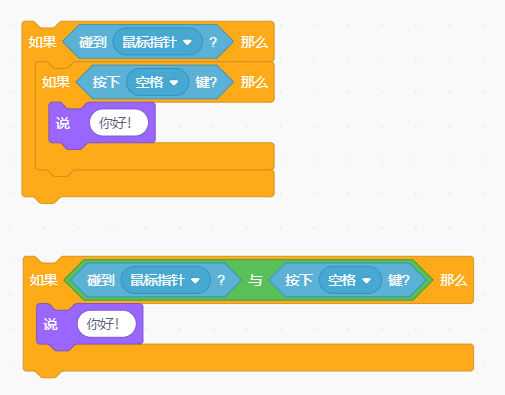 如果 碰到 鼠标指针 ? 那么
如果 按下 空格 键? 那么
说 你好!
如果 碰到 鼠标指针 ? 与 按下 空格 键? 那么
说 你好!